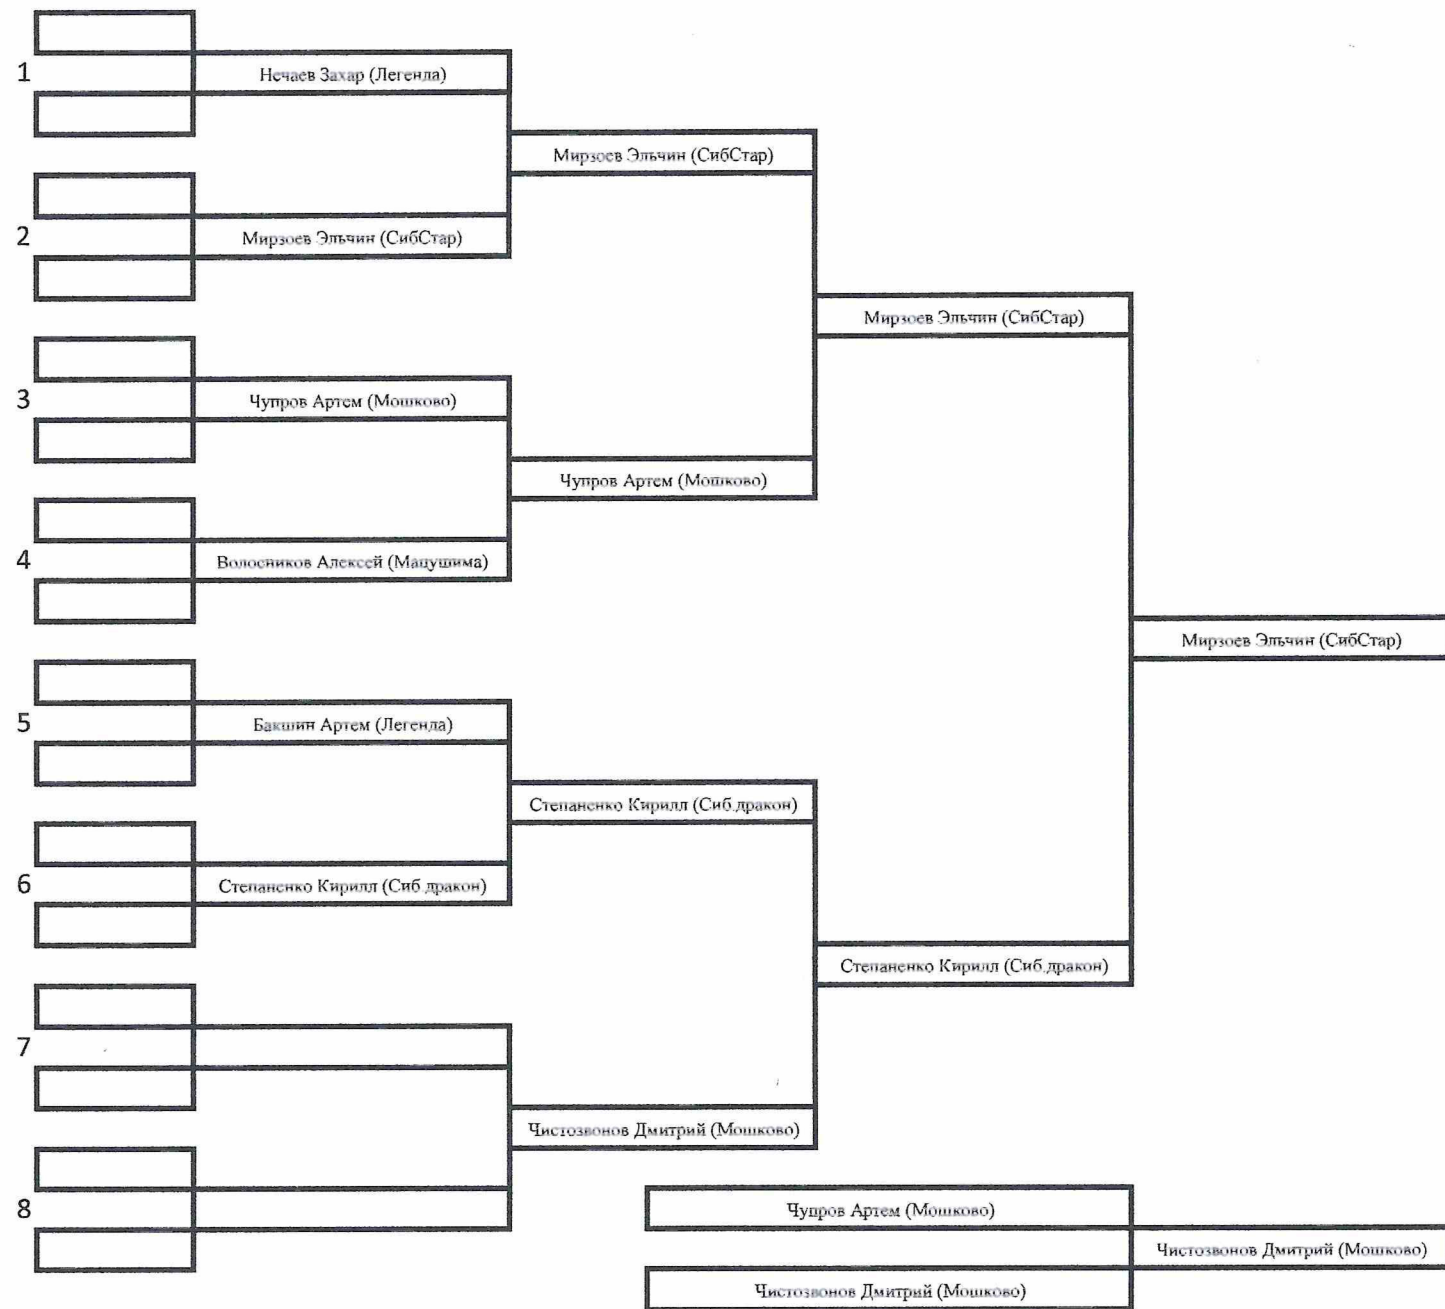 1
Нечаев Захар (Легенда)
Мирзоев Эльчин (СибСтар)
2
Мирзоев Эльчин (СибСтар)
Мирзоев Эльчин (СибСтар)
3
Чупров Артем (Мошково)
Чупров Артем (Мошково)
4
Волосников Алексей (Мацушима)
Мирзоев Эльчин (СибСтар)
5
Бакшин Артем (Легенда)
Степаненко Кирилл (Сиб.дракон)
6
Степаненко Кирилл (Сиб.дракон)
Степаненко Кирилл (Сиб.дракон)
7
Чистозвонов Дмитрий (Мошково)
8
Чупров Артем (Мошково)
Чистозвонов Дмитрий (Мошково)
Чистозвонов Дмитрий (Мошково)